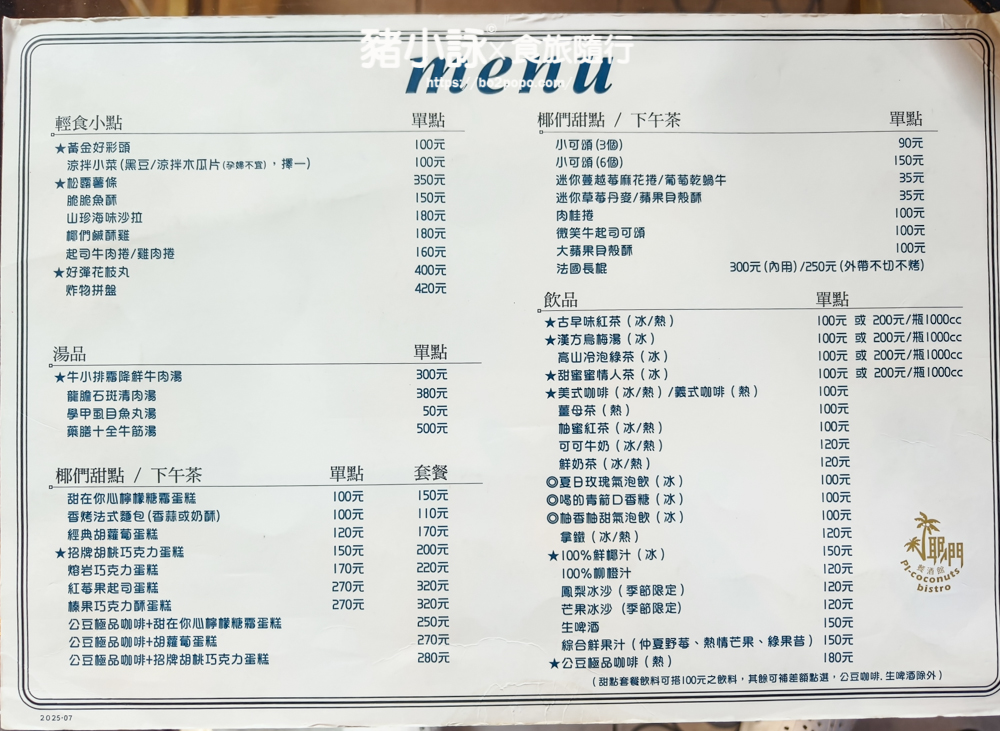 豬小詠®×食旅隨行
https://bc2popo.com/
menu
輕食小點 單點
★黃金好彩頭 100元
涼拌小菜(黑豆/涼拌木瓜片(孕婦不宜),擇一) 100元
★松露薯條 350元
脆脆魚酥 150元
山珍海味沙拉 180元
椰們鹹酥雞 180元
起司牛肉捲/雞肉捲 160元
★好彈花枝丸 400元
炸物拼盤 420元
湯品 單點
★牛小排霜降鮮牛肉湯 300元
龍膽石斑清肉湯 380元
學甲虱目魚丸湯 50元
藥膳十全牛筋湯 500元
椰們甜點 / 下午茶 單點 套餐
甜在你心檸檬糖霜蛋糕 100元 150元
香烤法式麵包(香蒜或奶酥) 100元 110元
經典胡蘿蔔蛋糕 120元 170元
★招牌胡桃巧克力蛋糕 150元 200元
熔岩巧克力蛋糕 170元 220元
紅莓果起司蛋糕 270元 320元
榛果巧克力酥蛋糕 270元 320元
公豆極品咖啡+甜在你心檸檬糖霜蛋糕 250元
公豆極品咖啡+胡蘿蔔蛋糕 270元
公豆極品咖啡+招牌胡桃巧克力蛋糕 280元
2025-07
椰們甜點 / 下午茶 單點
小可頌(3個) 90元
小可頌(6個) 150元
迷你蔓越莓麻花捲/葡萄乾蝸牛 35元
迷你草莓丹麥/蘋果貝殼酥 35元
肉桂捲 100元
微笑牛起司可頌 100元
大蘋果貝殼酥 100元
法國長棍 300元(內用)/250元(外帶不切不烤)
飲品 單點
★古早味紅茶(冰/熱) 100元 或 200元/瓶1000cc
★漢方烏梅湯(冰) 100元 或 200元/瓶1000cc
高山冷泡綠茶(冰) 100元 或 200元/瓶1000cc
★甜蜜蜜情人茶(冰) 100元 或 200元/瓶1000cc
★美式咖啡(冰/熱)/義式咖啡(熱) 100元
薑母茶(熱) 100元
柚蜜紅茶(冰/熱) 100元
可可牛奶(冰/熱) 120元
鮮奶茶(冰/熱) 120元
◎夏日玫瑰氣泡飲(冰) 100元
◎喝的青箭口香糖(冰) 100元
◎柚香柚甜氣泡飲(冰) 100元
拿鐵(冰/熱) 120元
★100%鮮椰汁(冰) 150元
100%柳橙汁 120元
鳳梨冰沙(季節限定) 120元
芒果冰沙(季節限定) 120元
生啤酒 150元
綜合鮮果汁(仲夏野莓、熱情芒果、綠果昔) 150元
★公豆極品咖啡(熱) 180元
(甜點套餐飲料可搭100元之飲料,其餘可補差額點選,公豆咖啡.生啤酒除外)
椰們
餐酒館
PI-coconuts
bistro